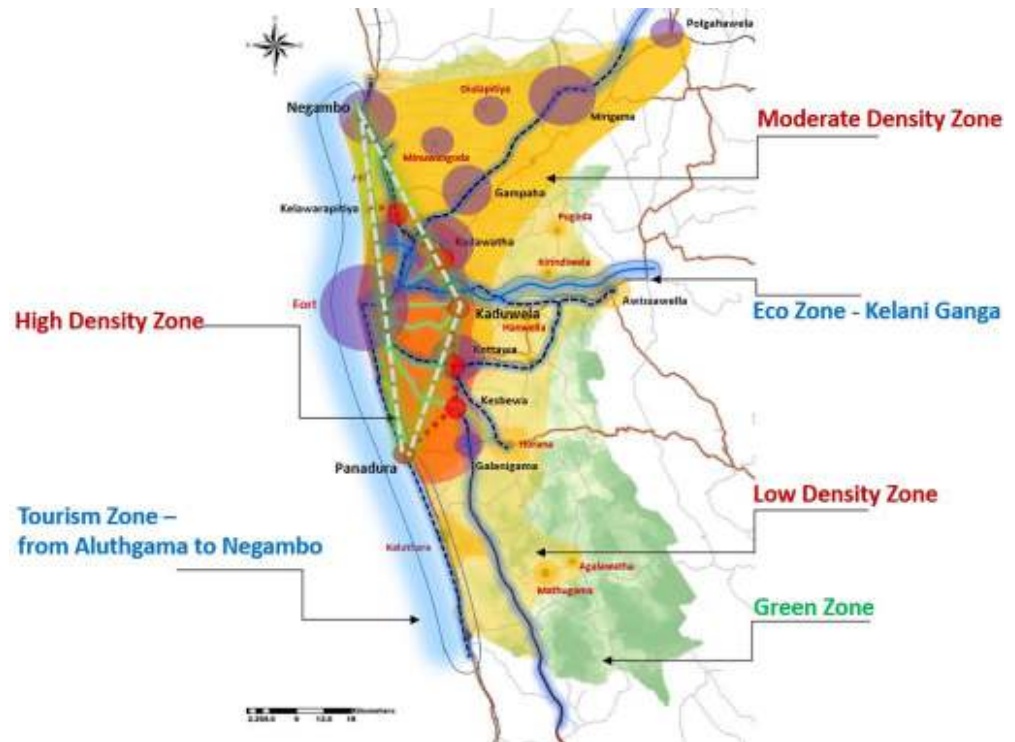 Polgahawela
Divlapitiya
Negambo
Mirigama
Moderate Density Zone
Minuwangoda
Gampaha
Kelawarapitiya
Pugoda
Kadawatha
Kirindiwela
Fort
Awissawella
Kaduwela
Eco Zone - Kelani Ganga
High Density Zone
Hanwella
Kottawa
Kesbewa
Horana
Panadura
Galanigama
Low Density Zone
Tourism Zone –
from Aluthgama to Negambo
Kalutara
Agalawatha
Mathugama
Green Zone